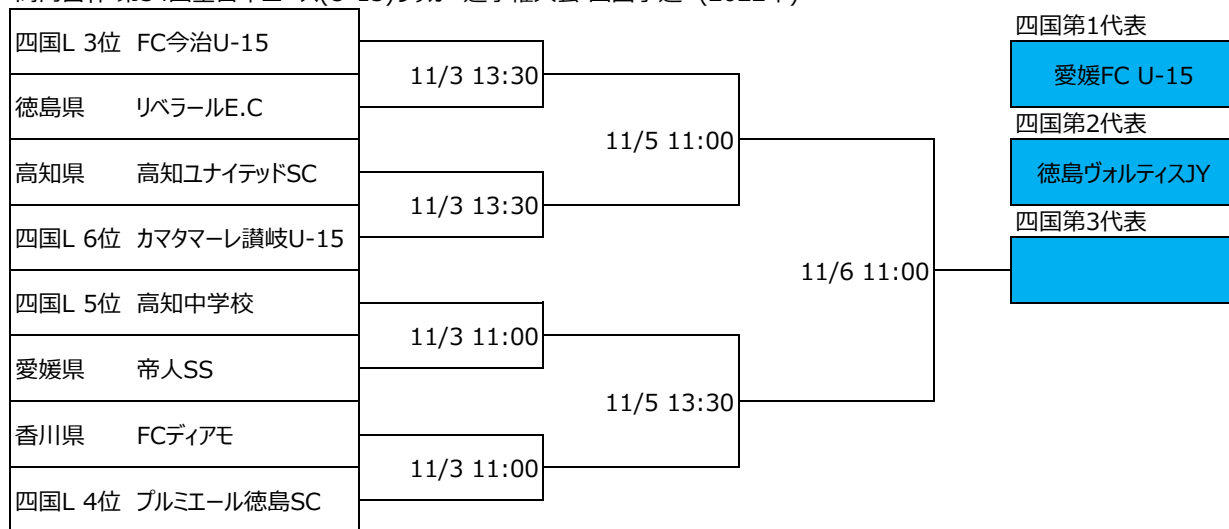 四国第1代表
四国L 3位 FC今治U-15
11/3 13:30
愛媛FC U-15
徳島県 リベラールE.C
四国第2代表
11/5 11:00
高知県 高知ユナイテッドSC
徳島ヴォルティスJY
11/3 13:30
四国第3代表
四国L 6位 カマタマーレ讃岐U-15
11/6 11:00
四国L 5位 高知中学校
11/3 11:00
愛媛県 帝人SS
11/5 13:30
香川県 FCディアモ
11/3 11:00
四国L 4位 プルミエール徳島SC